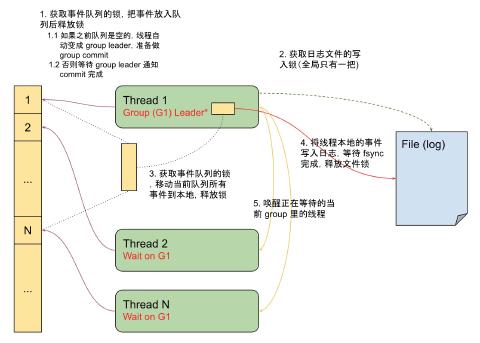 1. 获取事件队列的锁, 把事件放入队
列后释放锁
1.1 如果之前队列是空的, 线程自
动变成 group leader, 准备做
group commit
1.2 否则等待 group leader 通知
commit 完成
2. 获取日志文件的写
入锁(全局只有一把)
1
2
...
N
...
Thread 1
Group (G1) Leader*
3. 获取事件队列的锁
, 移动当前队列所有
事件到本地, 释放锁
4. 将线程本地的事件
写入日志, 等待 fsync
完成, 释放文件锁
File (log)
5. 唤醒正在等待的当
前 group 里的线程
Thread 2
Wait on G1
Thread N
Wait on G1